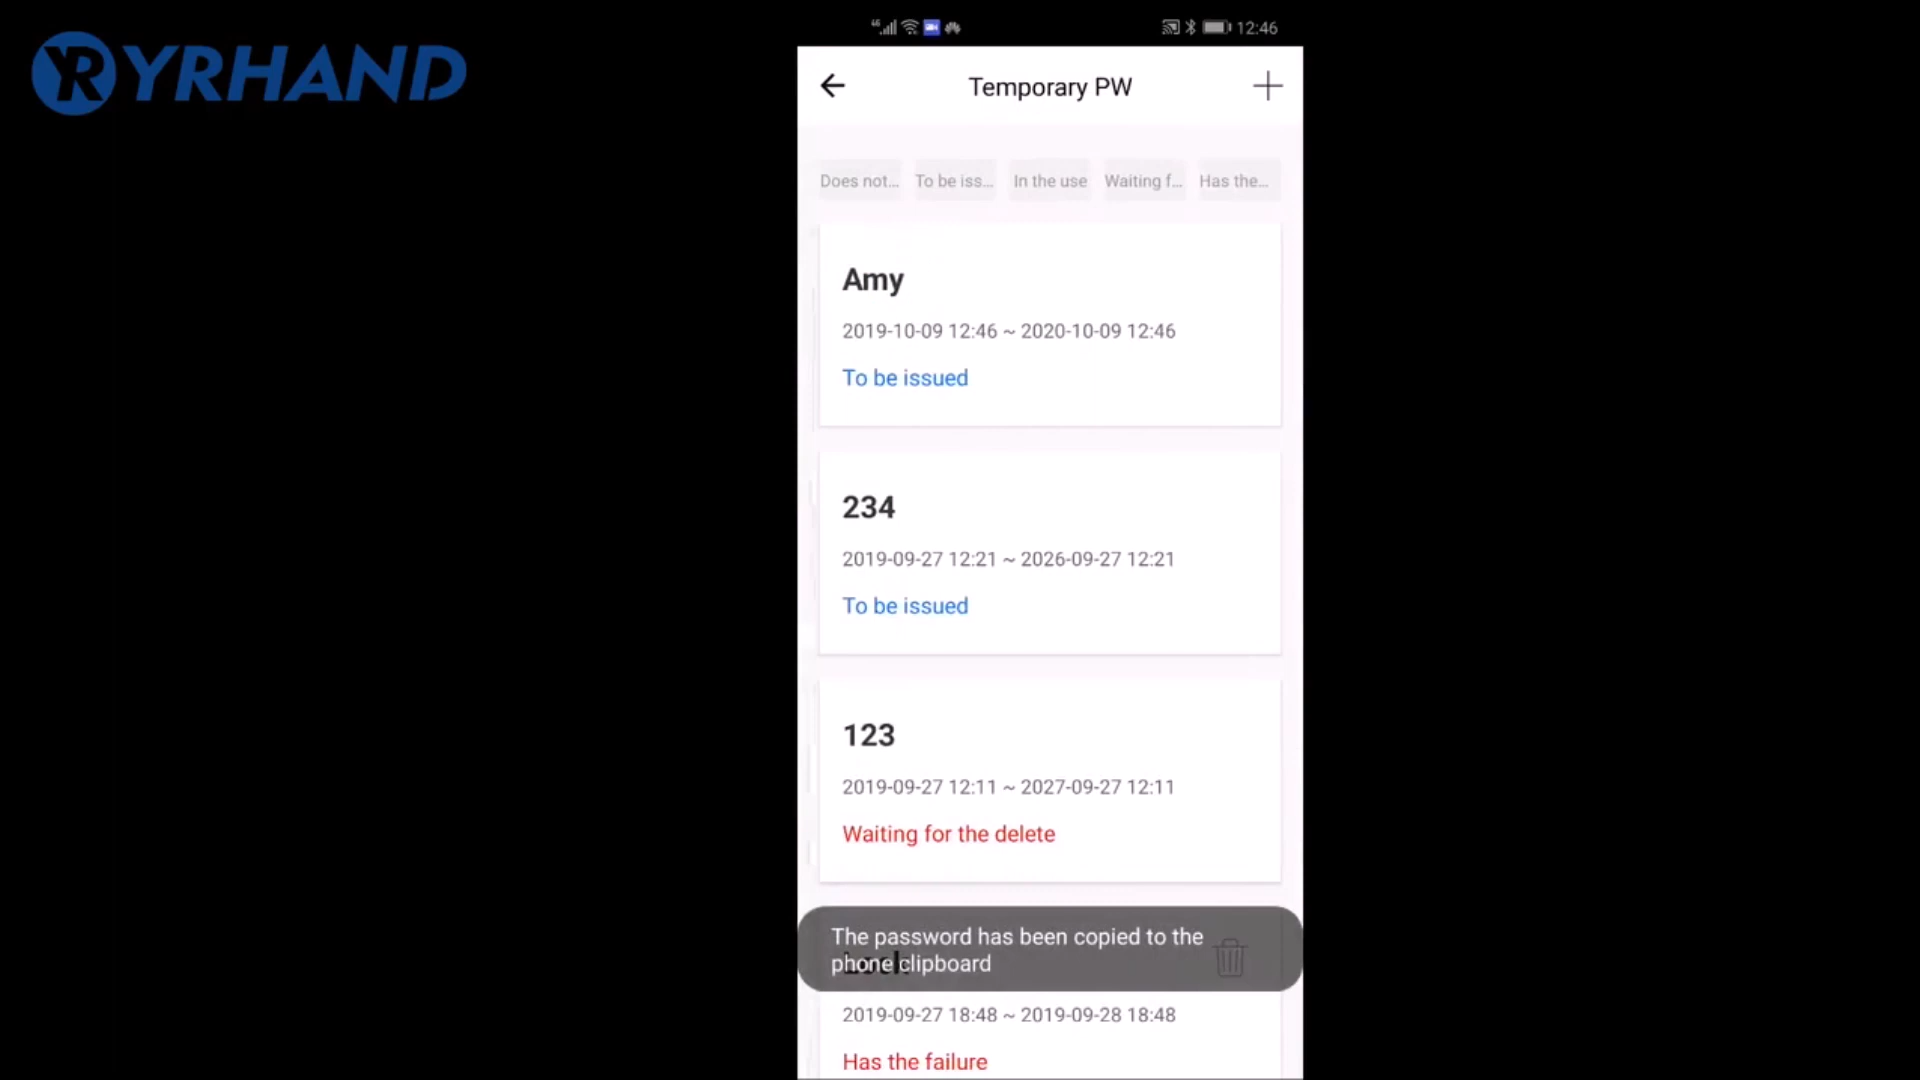 YRHAND
12:46
Temporary PW
Does not...
To be iss...
In the use
Waiting f...
Has the...
Amy
2019-10-09 12:46 ~ 2020-10-09 12:46
To be issued
234
2019-09-27 12:21 ~ 2026-09-27 12:21
To be issued
123
2019-09-27 12:11 ~ 2027-09-27 12:11
Waiting for the delete
The password has been copied to the
phone clipboard
2019-09-27 18:48 ~ 2019-09-28 18:48
Has the failure